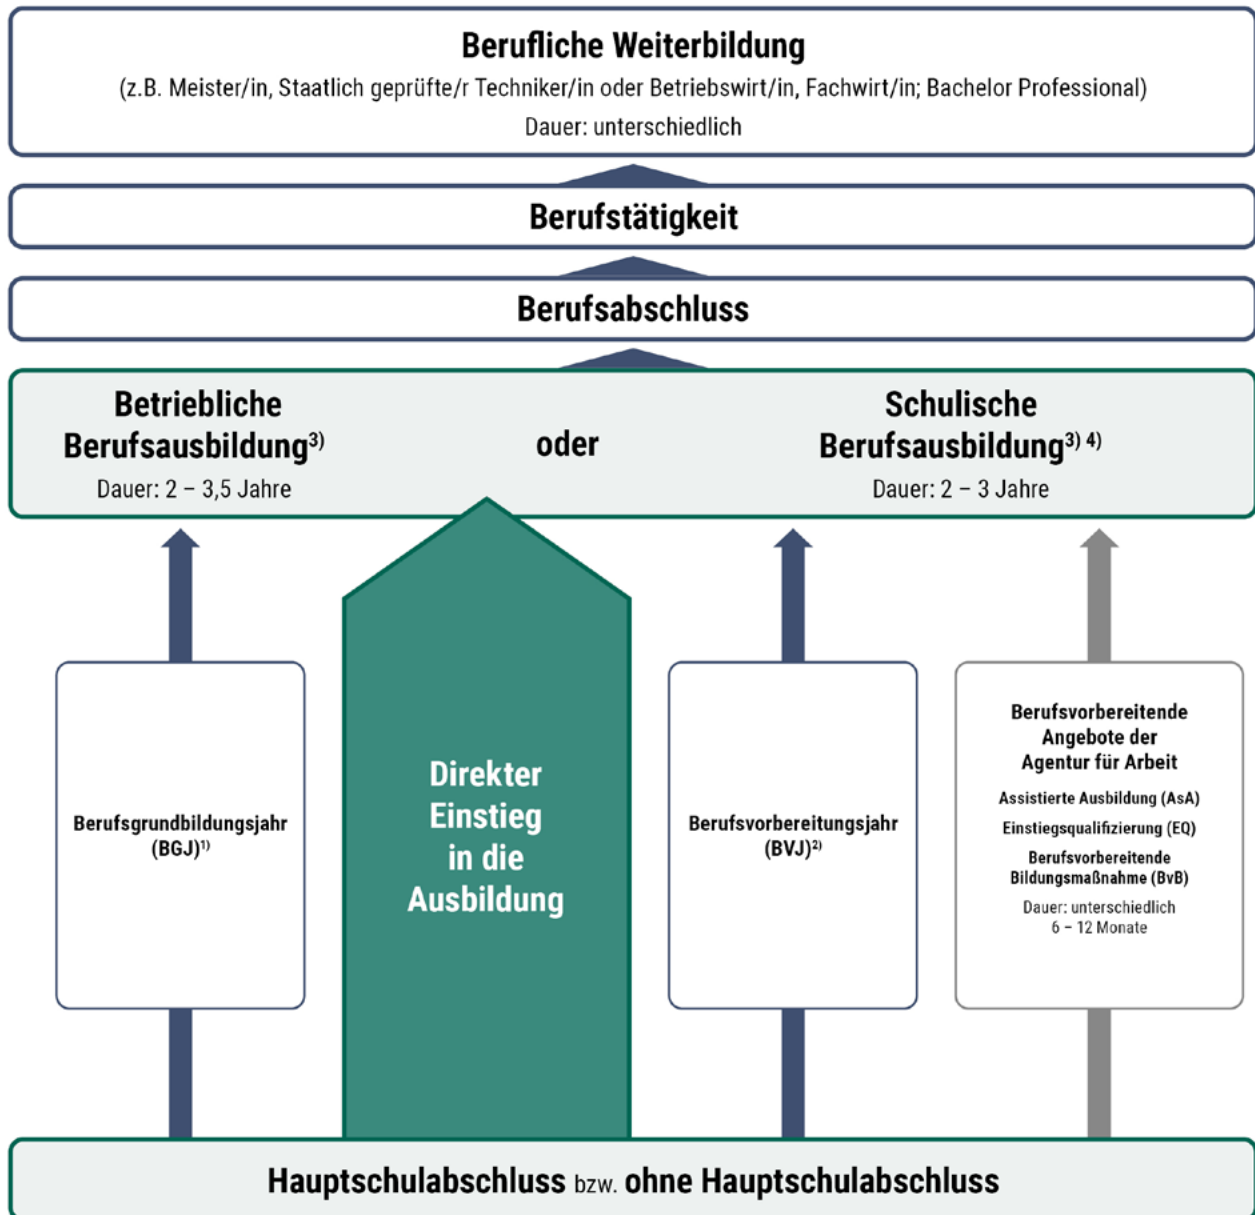 Berufliche Weiterbildung
(z.B. Meister/in, Staatlich geprüfte/r Techniker/in oder Betriebswirt/in, Fachwirt/in; Bachelor Professional)
Dauer: unterschiedlich
Berufstätigkeit
Berufsabschluss
Betriebliche
Berufsausbildung3)
Dauer: 2 – 3,5 Jahre
oder
Schulische
Berufsausbildung3) 4)
Dauer: 2 – 3 Jahre
Berufsgrundbildungsjahr
(BGJ)1)
Direkter
Einstieg
in die
Ausbildung
Berufsvorbereitungsjahr
(BVJ)2)
Berufsvorbereitende
Angebote der
Agentur für Arbeit
Assistierte Ausbildung (AsA)
Einstiegsqualifizierung (EQ)
Berufsvorbereitende
Bildungsmaßnahme (BvB)
Dauer: unterschiedlich
6 – 12 Monate
Hauptschulabschluss bzw. ohne Hauptschulabschluss